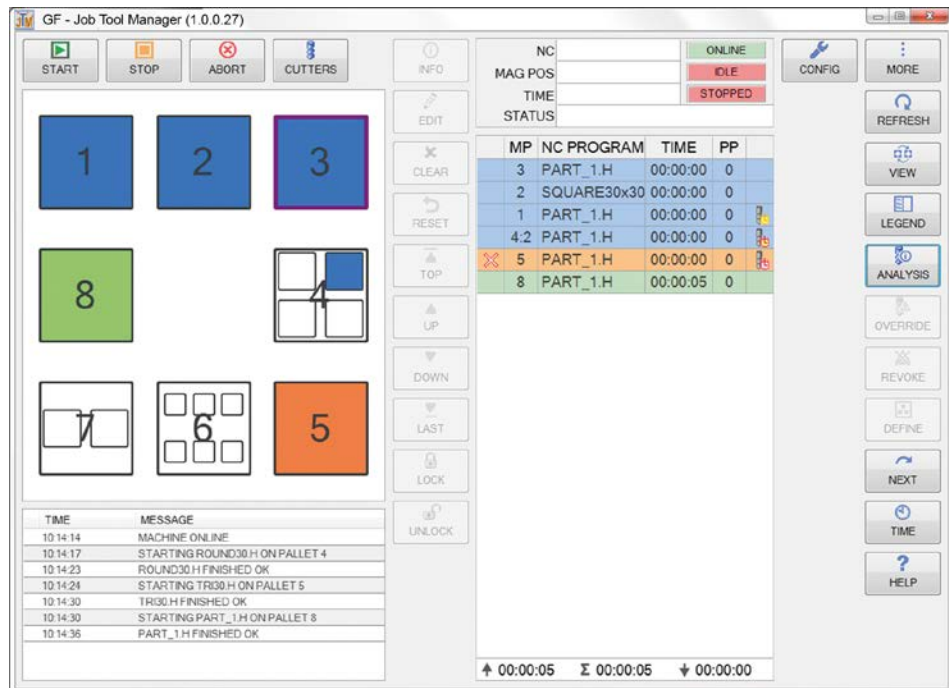 GF - Job Tool Manager (1.0.0.27)
START
STOP
ABORT
CUTTERS
1
2
3
8
4
7
6
5
TIME MESSAGE
10:14:14 MACHINE ONLINE
10:14:17 STARTING ROUND30.H ON PALLET 4
10:14:23 ROUND30.H FINISHED OK
10:14:24 STARTING TRI30.H ON PALLET 5
10:14:30 TRI30.H FINISHED OK
10:14:30 STARTING PART_1.H ON PALLET 8
10:14:36 PART_1.H FINISHED OK
INFO
EDIT
CLEAR
RESET
TOP
UP
DOWN
LAST
LOCK
UNLOCK
NC
ONLINE
MAG POS
IDLE
TIME
STOPPED
STATUS
MP NC PROGRAM TIME PP
3 PART_1.H 00:00:00 0
2 SQUARE30x30 00:00:00 0
1 PART_1.H 00:00:00 0
4:2 PART_1.H 00:00:00 0
5 PART_1.H 00:00:00 0
8 PART_1.H 00:00:05 0
00:00:05 Σ 00:00:05 00:00:00
CONFIG
MORE
REFRESH
VIEW
LEGEND
ANALYSIS
OVERRIDE
REVOKE
DEFINE
NEXT
TIME
HELP